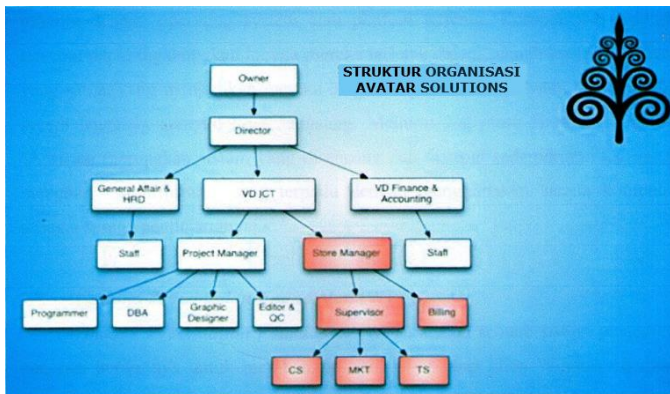 STRUKTUR ORGANISASI
AVATAR SOLUTIONS
Owner
Director
General Affair &
HRD
VD ICT
VD Finance &
Accounting
Staff
Project Manager
Store Manager
Staff
Programmer
DBA
Graphic
Designer
Editor &
QC
Supervisor
Billing
CS
MKT
TS